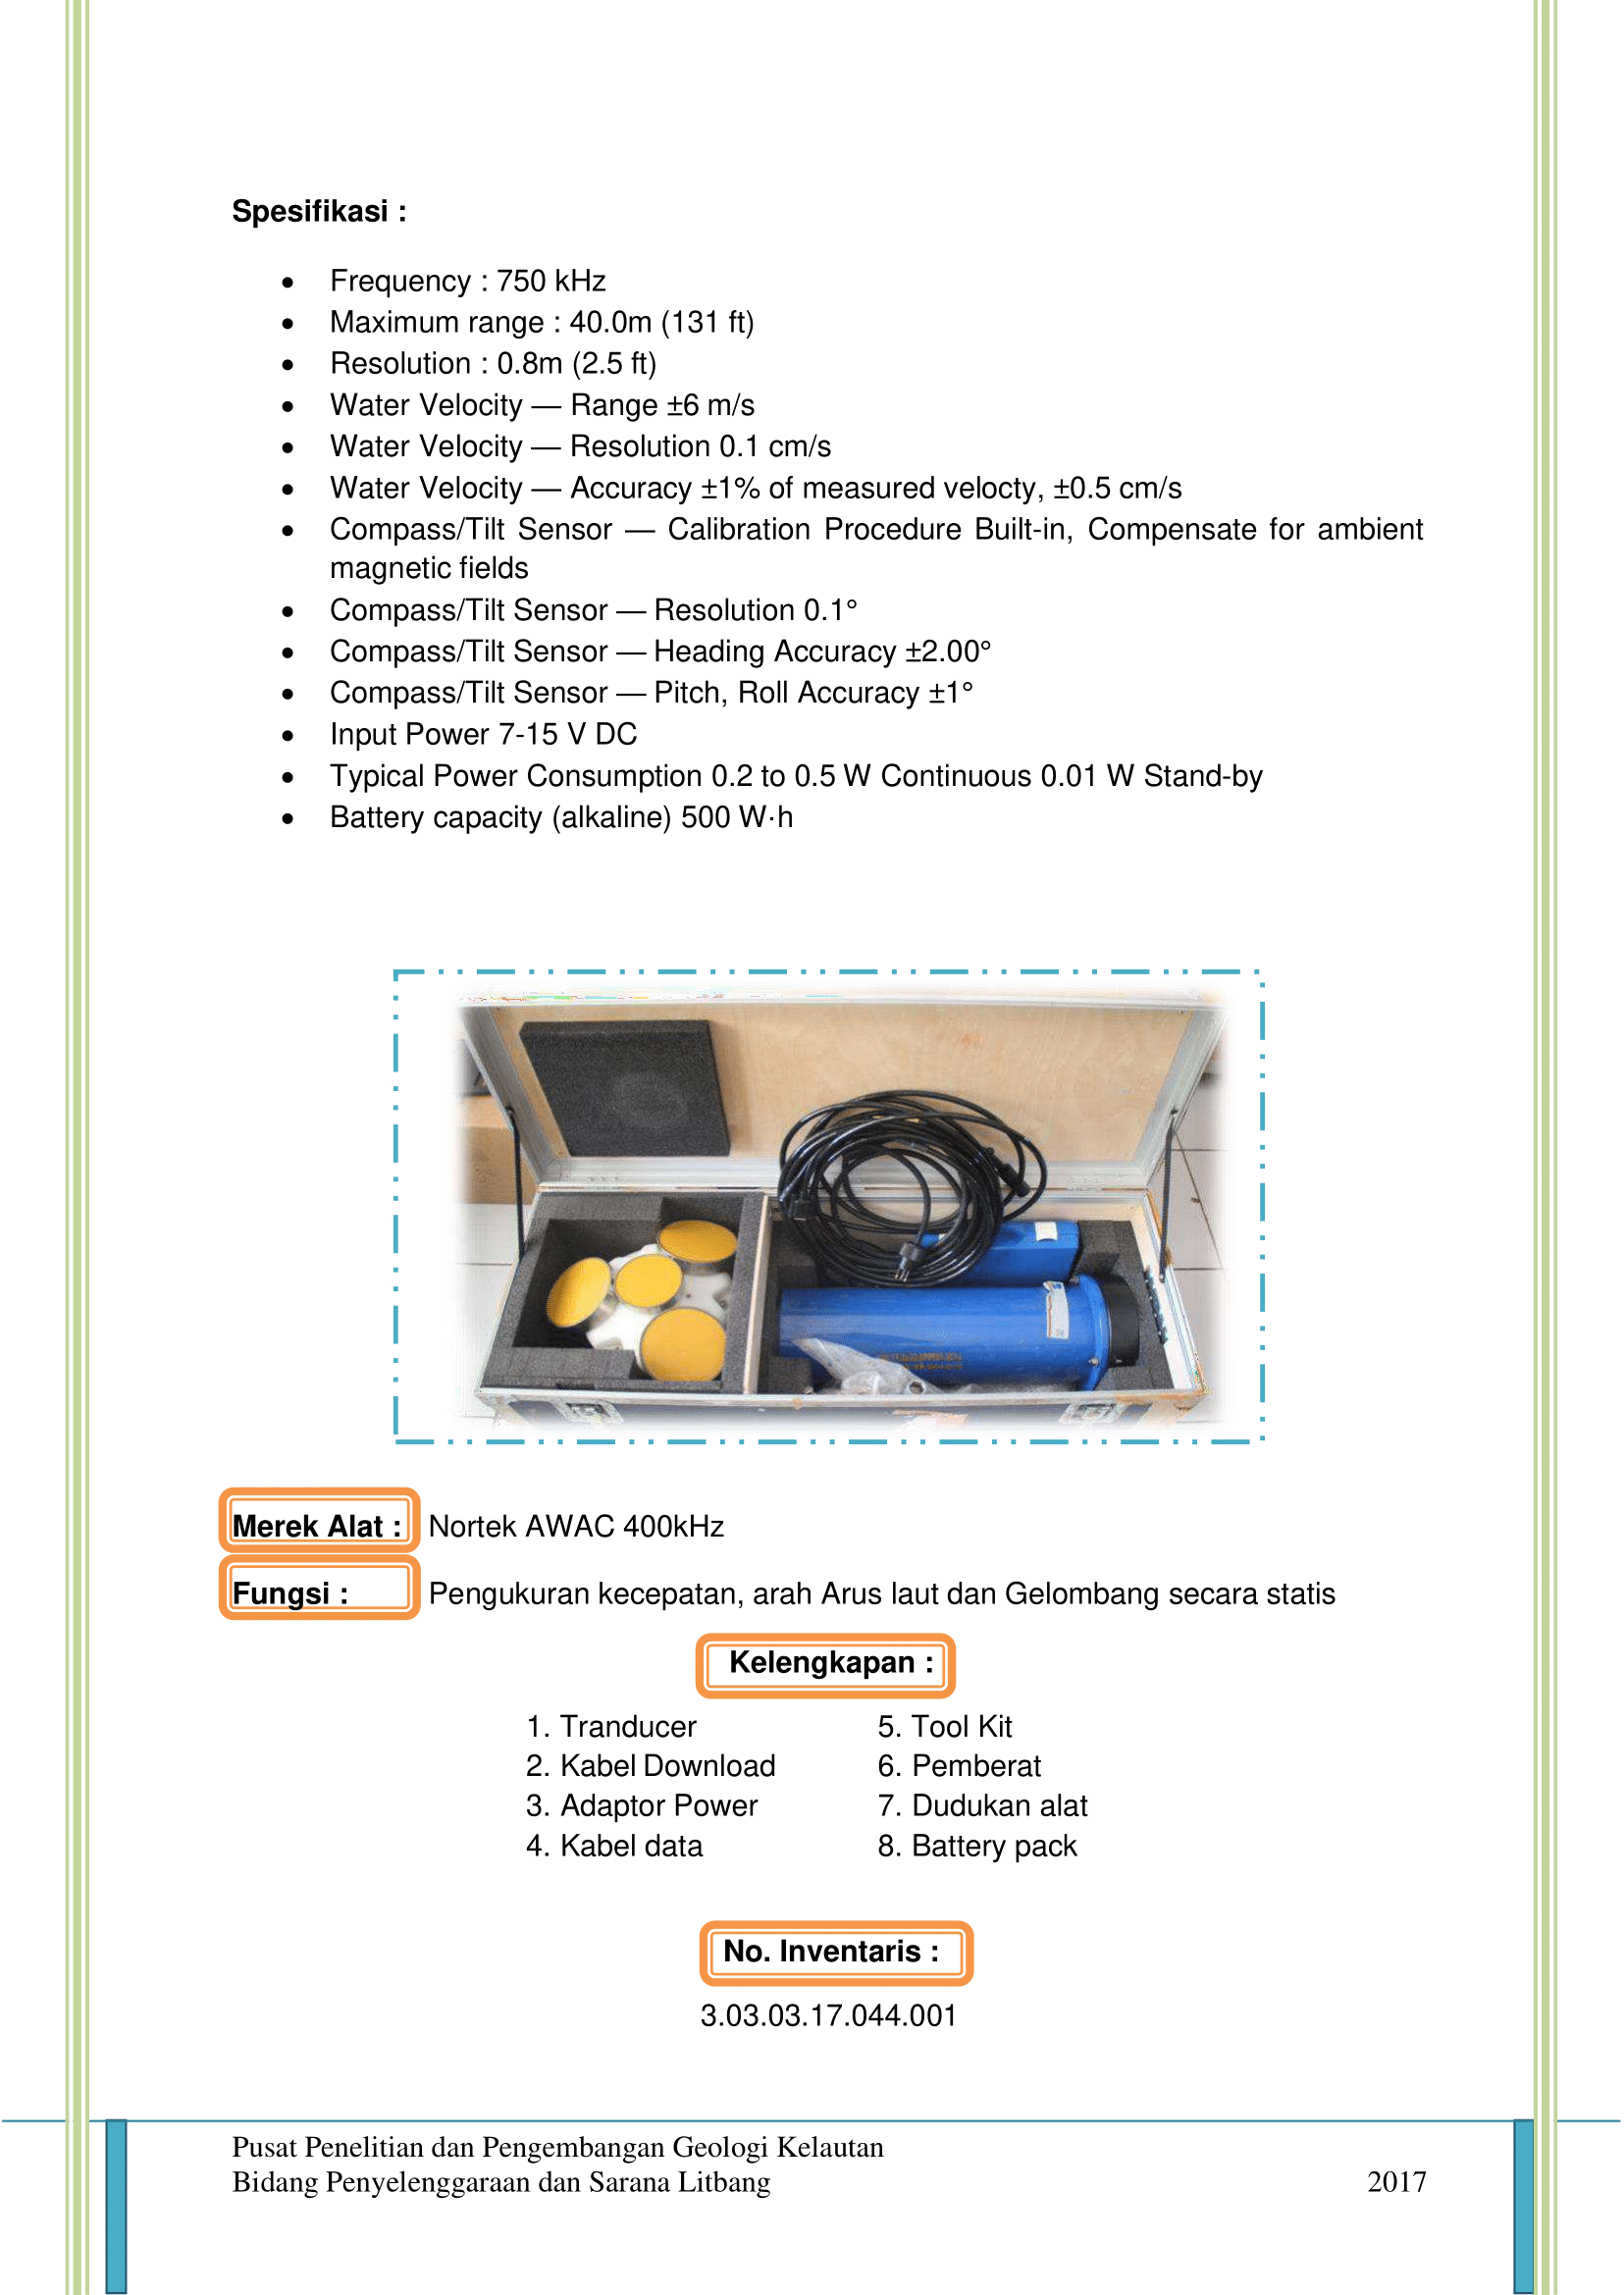 Spesifikasi :
• Frequency : 750 kHz
• Maximum range : 40.0m (131 ft)
• Resolution : 0.8m (2.5 ft)
• Water Velocity — Range ±6 m/s
• Water Velocity — Resolution 0.1 cm/s
• Water Velocity — Accuracy ±1% of measured velocty, ±0.5 cm/s
• Compass/Tilt Sensor — Calibration Procedure Built-in, Compensate for ambient
magnetic fields
• Compass/Tilt Sensor — Resolution 0.1°
• Compass/Tilt Sensor — Heading Accuracy ±2.00°
• Compass/Tilt Sensor — Pitch, Roll Accuracy ±1°
• Input Power 7-15 V DC
• Typical Power Consumption 0.2 to 0.5 W Continuous 0.01 W Stand-by
• Battery capacity (alkaline) 500 W·h
Merek Alat : Nortek AWAC 400kHz
Fungsi : Pengukuran kecepatan, arah Arus laut dan Gelombang secara statis
Kelengkapan :
1. Tranducer
2. Kabel Download
3. Adaptor Power
4. Kabel data
5. Tool Kit
6. Pemberat
7. Dudukan alat
8. Battery pack
No. Inventaris :
3.03.03.17.044.001
Pusat Penelitian dan Pengembangan Geologi Kelautan
Bidang Penyelenggaraan dan Sarana Litbang 2017